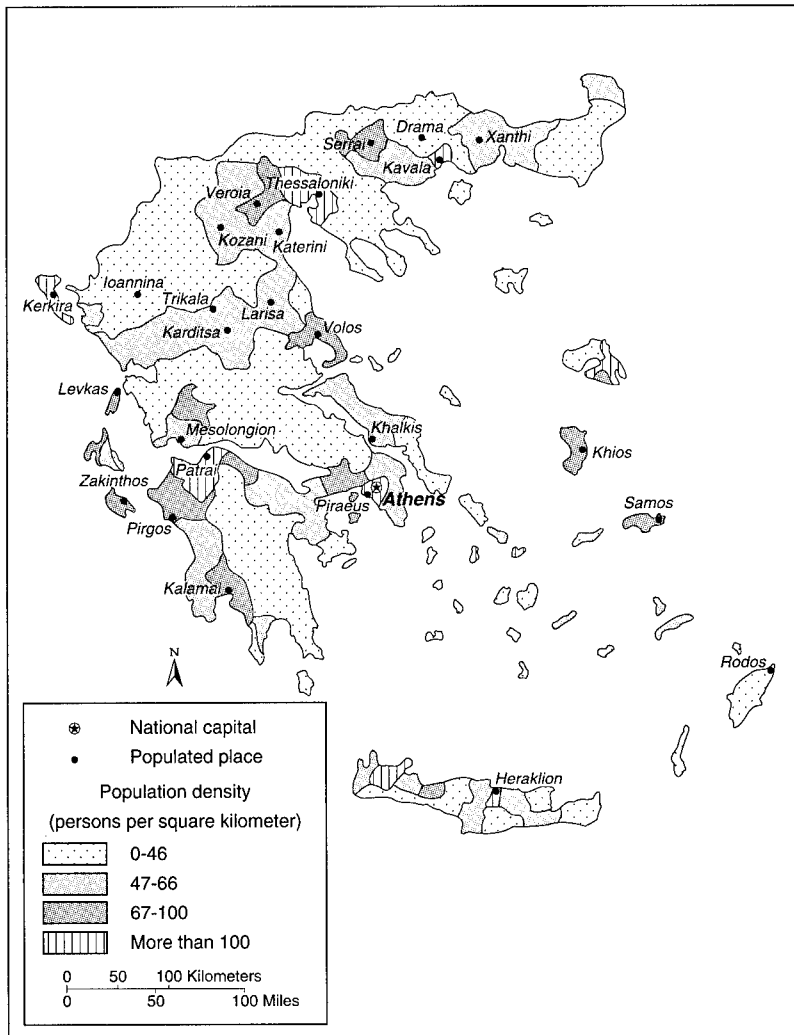 Drama
Xanthi
Serrai
Kavala
Thessaloniki
Veroia
Kozani
Katerini
Ioannina
Kerkira
Trikala
Larisa
Karditsa
Volos
Levkas
Mesolongion
Khalkis
Khios
Patrai
Zakinthos
Piraeus
Athens
Samos
Pirgos
Kalamai
N
Rodos
Heraklion
National capital
Populated place
Population density
(persons per square kilometer)
0-46
47-66
67-100
More than 100
0 50 100 Kilometers
0 50 100 Miles